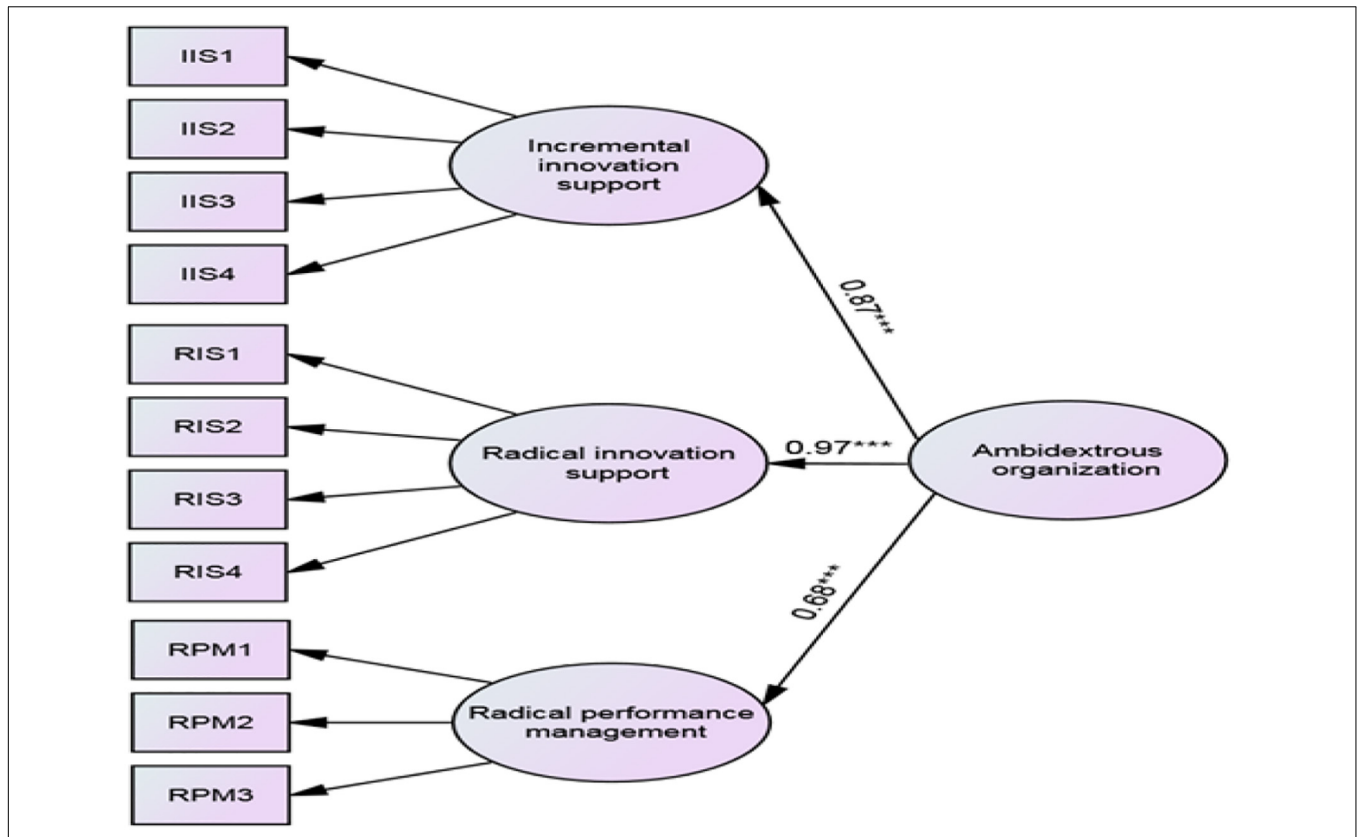 IIS1
IIS2
IIS3
IIS4
Incremental
innovation
support
0.87***
RIS1
RIS2
RIS3
RIS4
Radical innovation
support
0.97***
Ambidextrous
organization
0.68***
RPM1
RPM2
RPM3
Radical performance
management